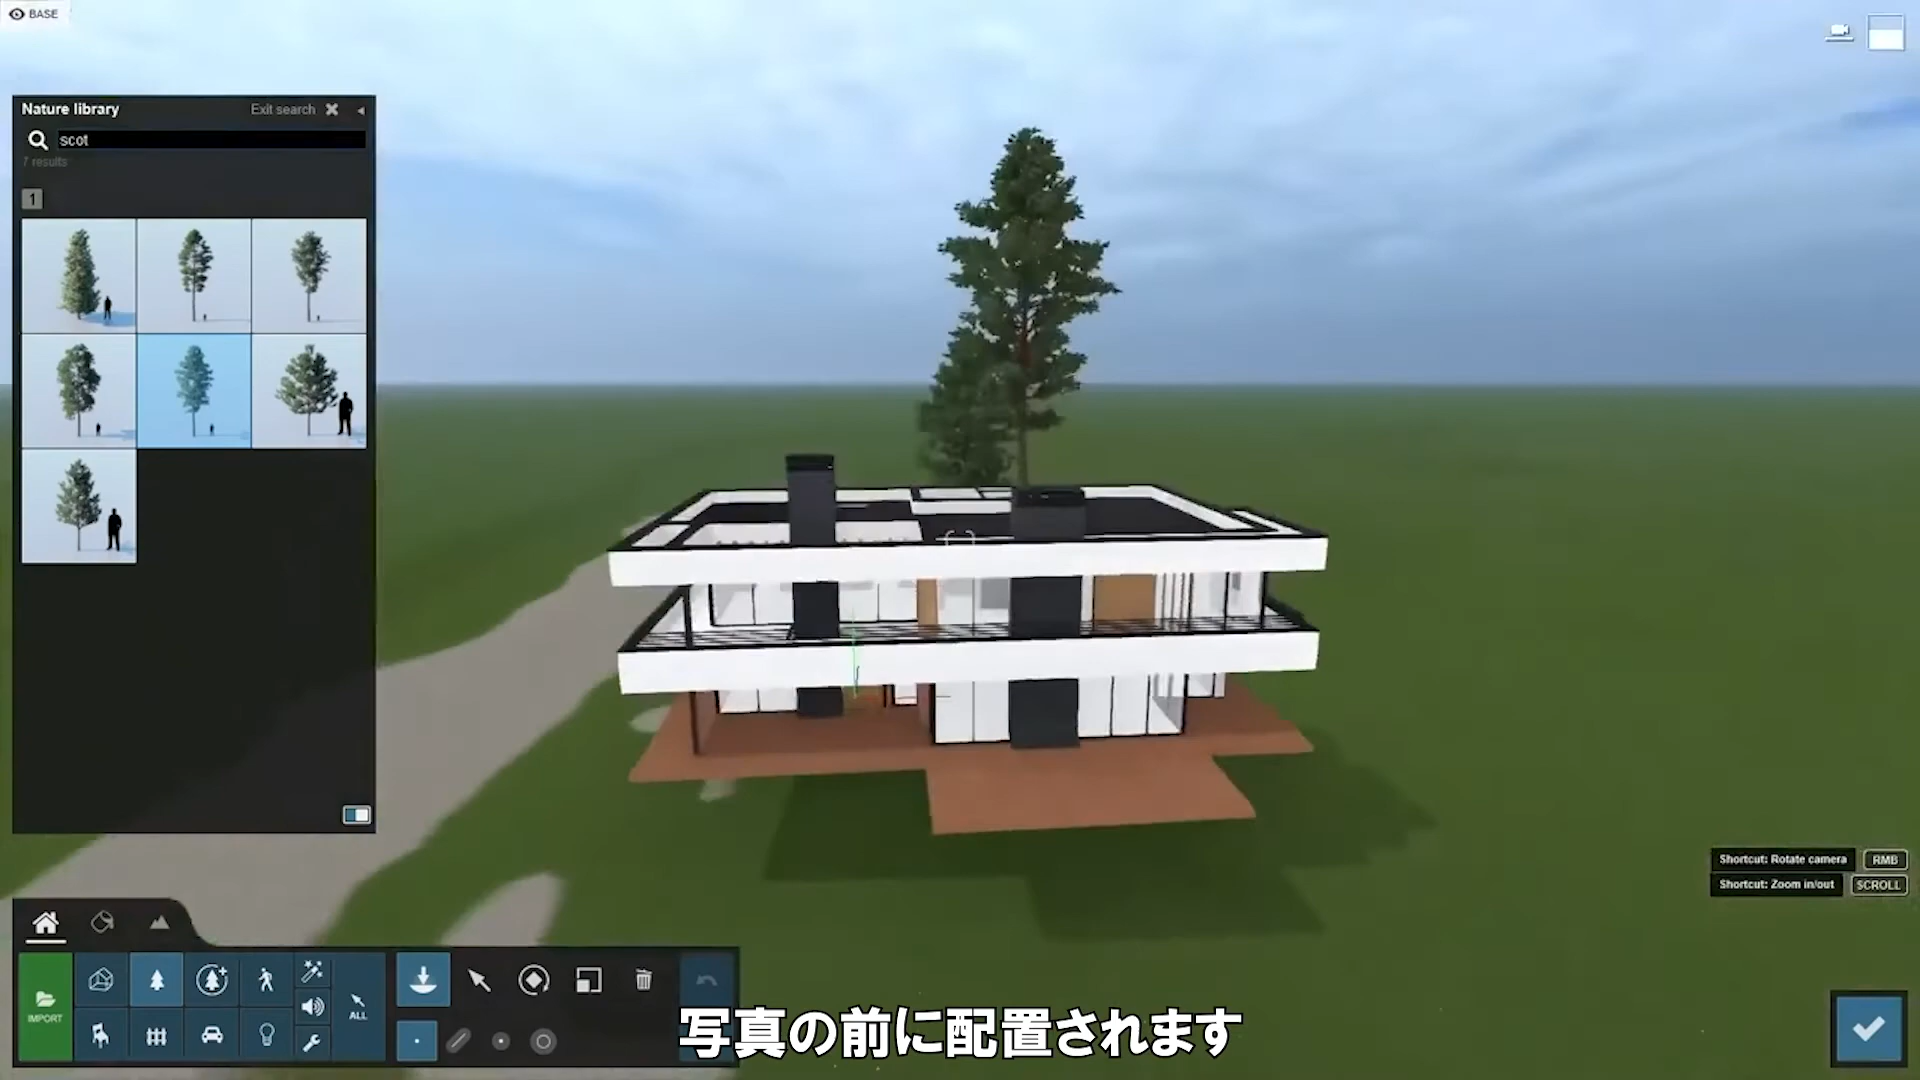 BASE
Nature library
Exit search
scot
7 results
1
Shortcut: Rotate camera RMB
Shortcut: Zoom in/out SCROLL
IMPORT
ALL
写真の前に配置されます